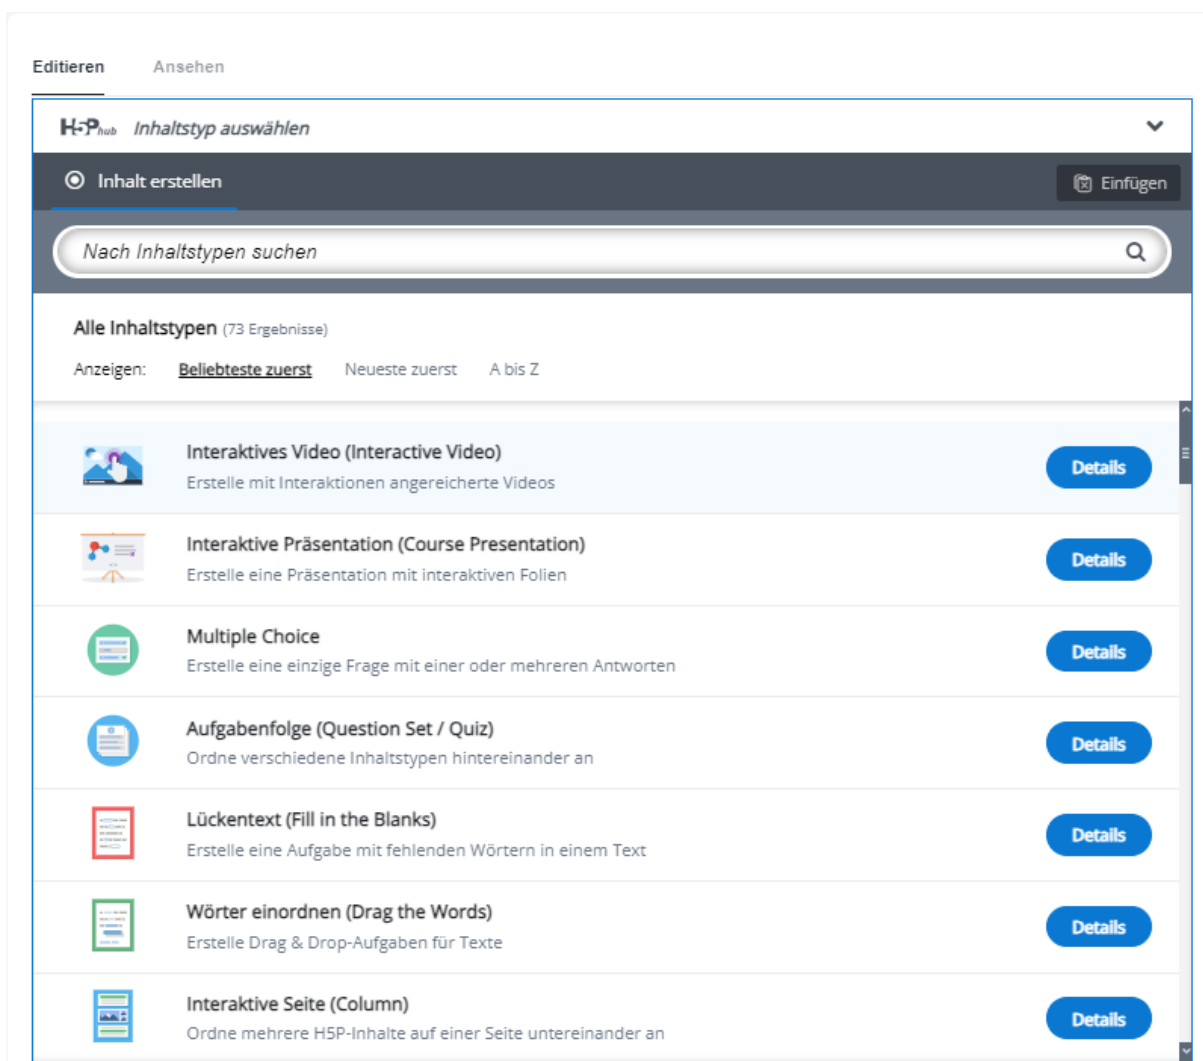 Editieren Ansehen
H5P hub Inhaltstyp auswählen
Inhalt erstellen Einfügen
Nach Inhaltstypen suchen
Alle Inhaltstypen (73 Ergebnisse)
Anzeigen: Beliebteste zuerst Neueste zuerst A bis Z
Interaktives Video (Interactive Video)
Erstelle mit Interaktionen angereicherte Videos
Details
Interaktive Präsentation (Course Presentation)
Erstelle eine Präsentation mit interaktiven Folien
Details
Multiple Choice
Erstelle eine einzige Frage mit einer oder mehreren Antworten
Details
Aufgabenfolge (Question Set / Quiz)
Ordne verschiedene Inhaltstypen hintereinander an
Details
Lückentext (Fill in the Blanks)
Erstelle eine Aufgabe mit fehlenden Wörtern in einem Text
Details
Wörter einordnen (Drag the Words)
Erstelle Drag & Drop-Aufgaben für Texte
Details
Interaktive Seite (Column)
Ordne mehrere H5P-Inhalte auf einer Seite untereinander an
Details